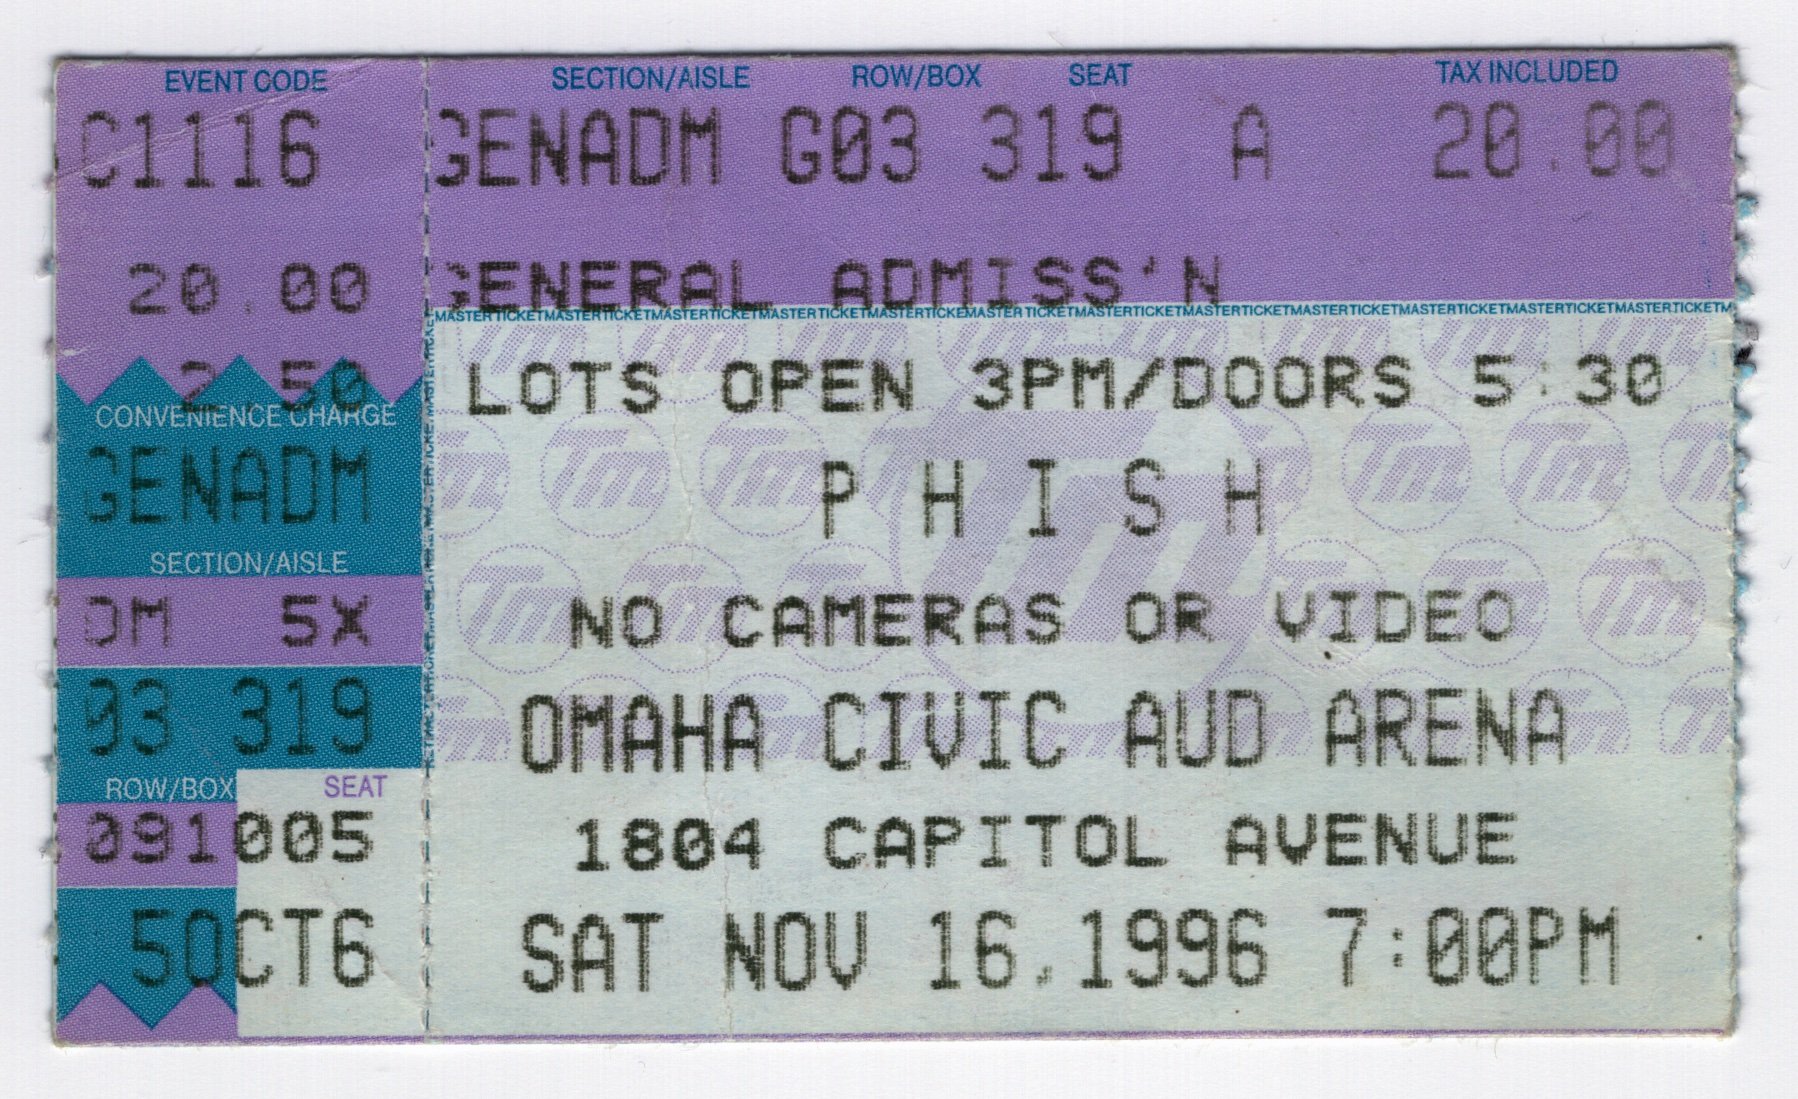 EVENT CODE
C1116
20.00
2.50
CONVENIENCE CHARGE
GENADM
SECTION/AISLE
DM 5X
03 319
ROW/BOX SEAT
091005
5OCT6
SECTION/AISLE ROW/BOX SEAT TAX INCLUDED
GENADM G03 319 A 20.00
GENERAL ADMISS'N
MASTERTICKETMASTERTICKETMASTERTICKETMASTERTICKETMASTERTICKETMASTERTICKETMASTERTICKETMASTERTICKETMASTERTICKETMASTERTICKETMASTERTICKETMASTERTICKET
LOTS OPEN 3PM/DOORS 5:30
P H I S H
NO CAMERAS OR VIDEO
OMAHA CIVIC AUD ARENA
1804 CAPITOL AVENUE
SAT NOV 16,1996 7:00PM